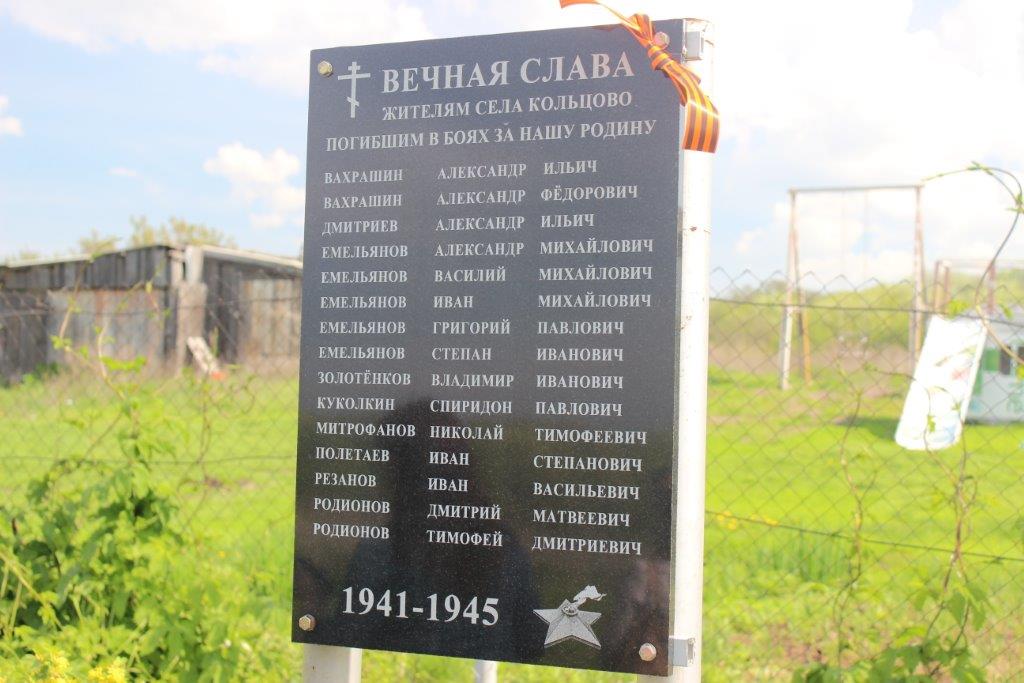 ВЕЧНАЯ СЛАВА
ЖИТЕЛЯМ СЕЛА КОЛЬЦОВО
ПОГИБШИМ В БОЯХ ЗА НАШУ РОДИНУ
ВАХРАШИН АЛЕКСАНДР ИЛЬИЧ
ВАХРАШИН АЛЕКСАНДР ФЁДОРОВИЧ
ДМИТРИЕВ АЛЕКСАНДР ИЛЬИЧ
ЕМЕЛЬЯНОВ АЛЕКСАНДР МИХАЙЛОВИЧ
ЕМЕЛЬЯНОВ ВАСИЛИЙ МИХАЙЛОВИЧ
ЕМЕЛЬЯНОВ ИВАН МИХАЙЛОВИЧ
ЕМЕЛЬЯНОВ ГРИГОРИЙ ПАВЛОВИЧ
ЕМЕЛЬЯНОВ СТЕПАН ИВАНОВИЧ
ЗОЛОТЁНКОВ ВЛАДИМИР ИВАНОВИЧ
КУКОЛКИН СПИРИДОН ПАВЛОВИЧ
МИТРОФАНОВ НИКОЛАЙ ТИМОФЕЕВИЧ
ПОЛЕТАЕВ ИВАН СТЕПАНОВИЧ
РЕЗАНОВ ИВАН ВАСИЛЬЕВИЧ
РОДИОНОВ ДМИТРИЙ МАТВЕЕВИЧ
РОДИОНОВ ТИМОФЕЙ ДМИТРИЕВИЧ
1941-1945